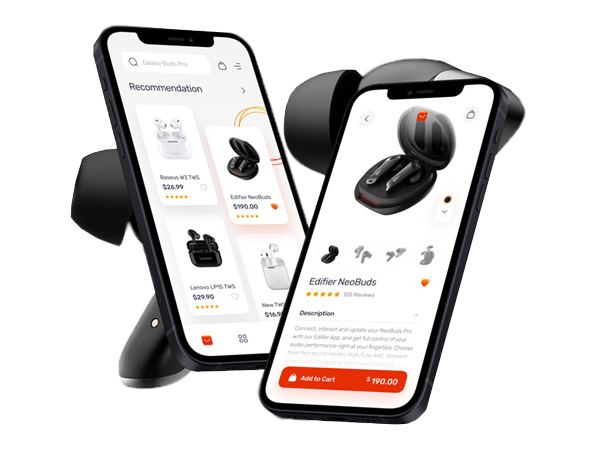 Galaxy Buds Pro
Recommendation
Baseus W3 TWS
$26.99
Edifier NeoBuds
$190.00
Lenovo LP1S TWS
$29.90
New TWS
$16.9
Edifier NeoBuds
120 Reviews
Description
Connect, interact and update your NeoBuds Pro
with our Edifier App, and get full control of your
audio performance right at your fingertips. Choose
from four sound modes. High/Low ANC, Ambient
Add to Cart
$190.00